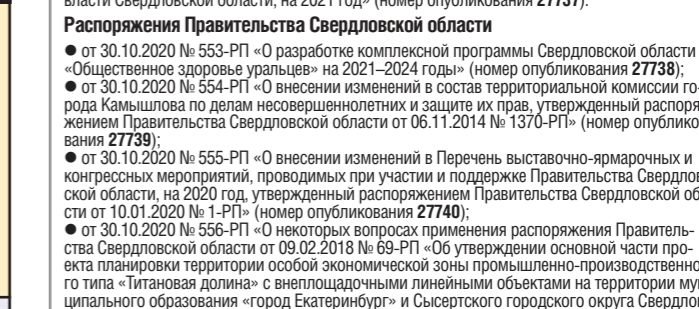 власти Свердловской области, на 2021 год» (номер опубликования 27737).
Распоряжения Правительства Свердловской области
● от 30.10.2020 № 553-РП «О разработке комплексной программы Свердловской области
«Общественное здоровье уральцев» на 2021–2024 годы» (номер опубликования 27738);
● от 30.10.2020 № 554-РП «О внесении изменений в состав территориальной комиссии го-
рода Камышлова по делам несовершеннолетних и защите их прав, утвержденный распоря-
жением Правительства Свердловской области от 06.11.2014 № 1370-РП» (номер опублико
вания 27739);
● от 30.10.2020 № 555-РП «О внесении изменений в Перечень выставочно-ярмарочных и
конгрессных мероприятий, проводимых при участии и поддержке Правительства Свердлов
ской области, на 2020 год, утвержденный распоряжением Правительства Свердловской об
сти от 10.01.2020 № 1-РП» (номер опубликования 27740);
● от 30.10.2020 № 556-РП «О некоторых вопросах применения распоряжения Правитель-
ства Свердловской области от 09.02.2018 № 69-РП «Об утверждении основной части про-
екта планировки территории особой экономической зоны промышленно-производственно
го типа «Титановая долина» с внеплощадочными линейными объектами на территории му
ципального образования «город Екатеринбург» и Сысертского городского округа Свердлов